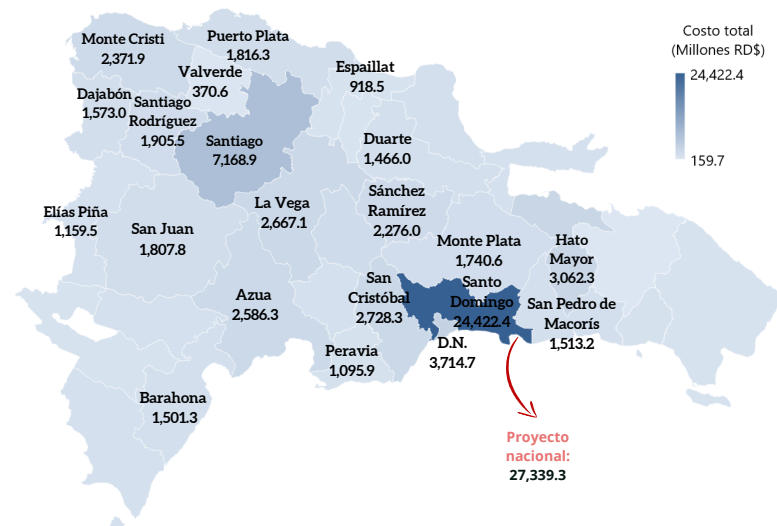 Costo total
(Millones RD$)
24,422.4
159.7
Monte Cristi
2,371.9
Puerto Plata
1,816.3
Valverde
370.6
Espaillat
918.5
Dajabón
1,573.0
Santiago
Rodríguez
1,905.5
Santiago
7,168.9
Duarte
1,466.0
Elías Piña
1,159.5
San Juan
1,807.8
La Vega
2,667.1
Sánchez
Ramírez
2,276.0
Monte Plata
1,740.6
Hato
Mayor
3,062.3
Azua
2,586.3
San
Cristóbal
2,728.3
Santo
Domingo
24,422.4
San Pedro de
Macorís
1,513.2
D.N.
3,714.7
Peravia
1,095.9
Barahona
1,501.3
Proyecto
nacional:
27,339.3